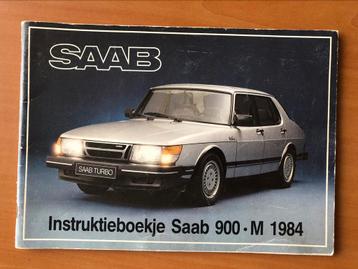 SAAB
SAAB TURBO
Instruktieboekje Saab 900 • M 1984